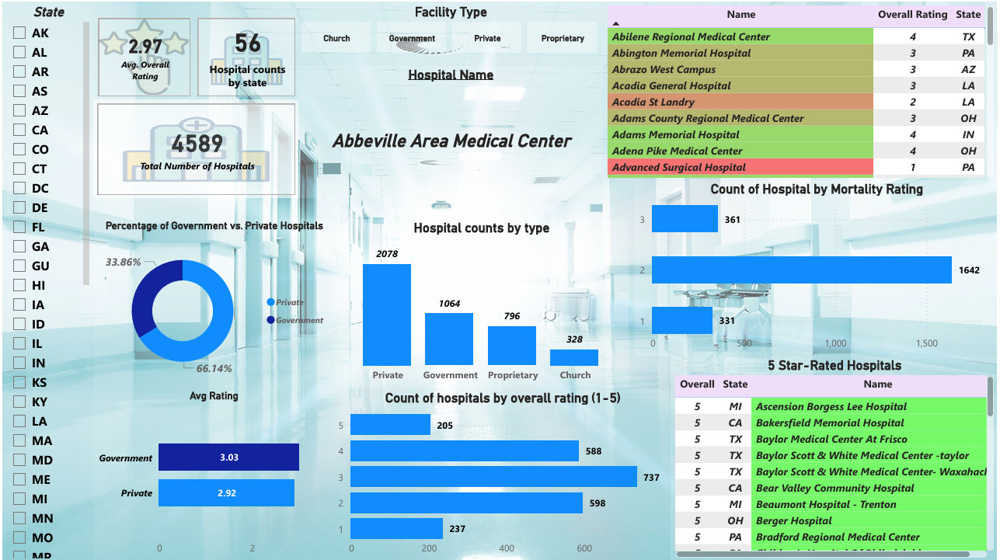 State
AK
AL
AR
AS
AZ
CA
CO
CT
DC
DE
FL
GA
GU
HI
IA
ID
IL
IN
KS
KY
LA
MA
MD
ME
MI
MN
MO
2.97
Avg. Overall
Rating
56
Hospital counts
by state
4589
Total Number of Hospitals
Percentage of Government vs. Private Hospitals
33.86%
66.14%
Private
Government
Avg Rating
Government 3.03
Private 2.92
0 2
Facility Type
Church Government Private Proprietary
Hospital Name
Abbeville Area Medical Center
Hospital counts by type
2078
1064
796
328
Private Government Proprietary Church
Count of hospitals by overall rating (1-5)
5 205
4 588
3 737
2 598
1 237
0 200 400 600
Name Overall Rating State
Abilene Regional Medical Center 4 TX
Abington Memorial Hospital 3 PA
Abrazo West Campus 3 AZ
Acadia General Hospital 3 LA
Acadia St Landry 2 LA
Adams County Regional Medical Center 3 OH
Adams Memorial Hospital 4 IN
Adena Pike Medical Center 4 OH
Advanced Surgical Hospital 1 PA
Count of Hospital by Mortality Rating
3 361
2 1642
1 331
0 500 1,000 1,500
5 Star-Rated Hospitals
Overall State Name
5 MI Ascension Borgess Lee Hospital
5 CA Bakersfield Memorial Hospital
5 TX Baylor Medical Center At Frisco
5 TX Baylor Scott & White Medical Center -taylor
5 TX Baylor Scott & White Medical Center- Waxahach
5 CA Bear Valley Community Hospital
5 MI Beaumont Hospital - Trenton
5 OH Berger Hospital
5 PA Bradford Regional Medical Center